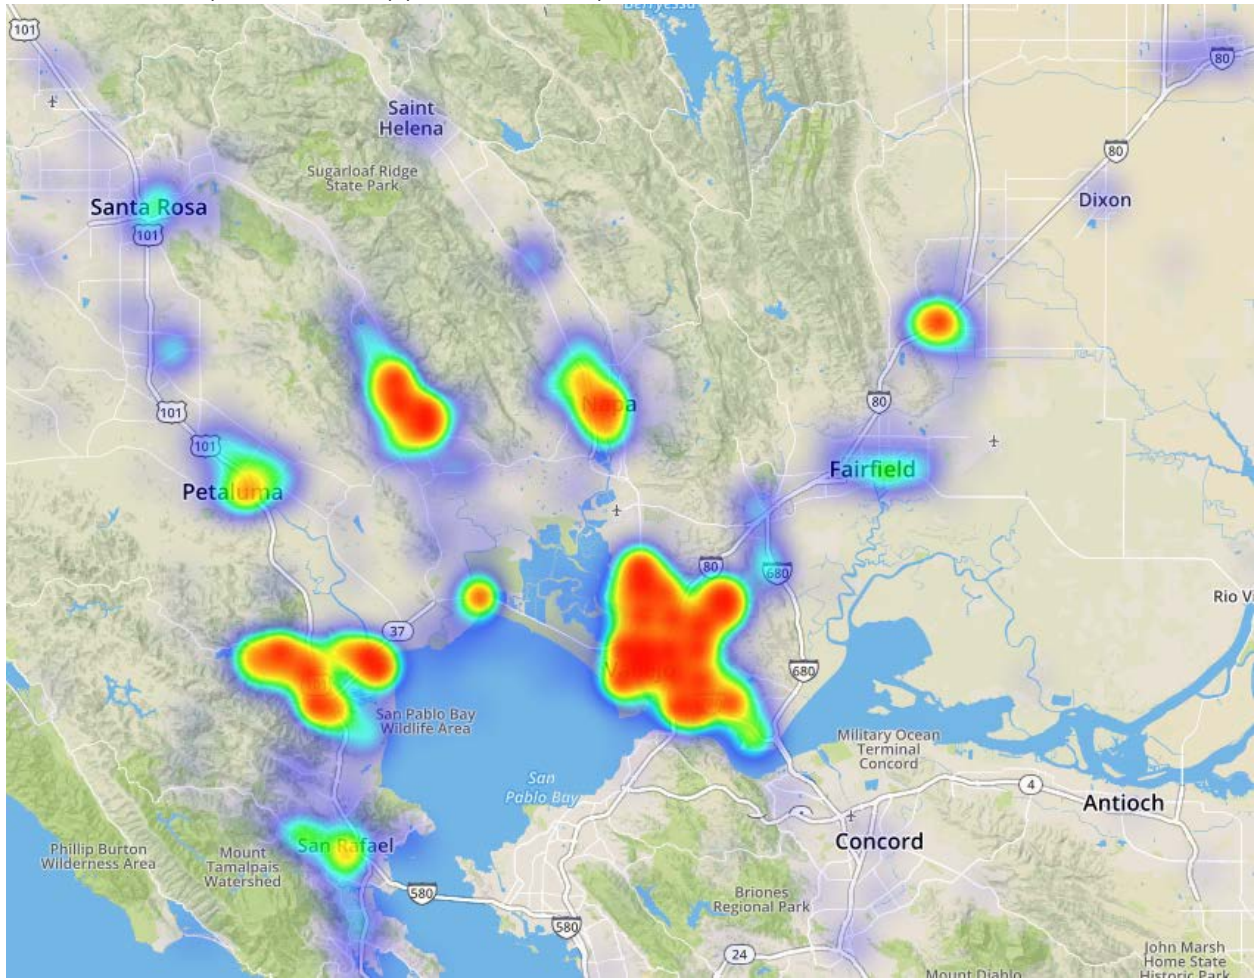 101
80
Saint
Helena
Sugarloaf Ridge
State Park
80
Dixon
Santa Rosa
101
80
101
101
Napa
Petaluma
Fairfield
80
680
Rio V
37
680
Vallejo
San Pablo Bay
Wildlife Area
Military Ocean
Terminal
Concord
San
Pablo Bay
4
Antioch
Concord
San Rafael
Phillip Burton
Wilderness Area
Mount
Tamalpais
Watershed
580
Briones
Regional Park
580
24
John Marsh
Home State
Historic Park
Mount Diablo